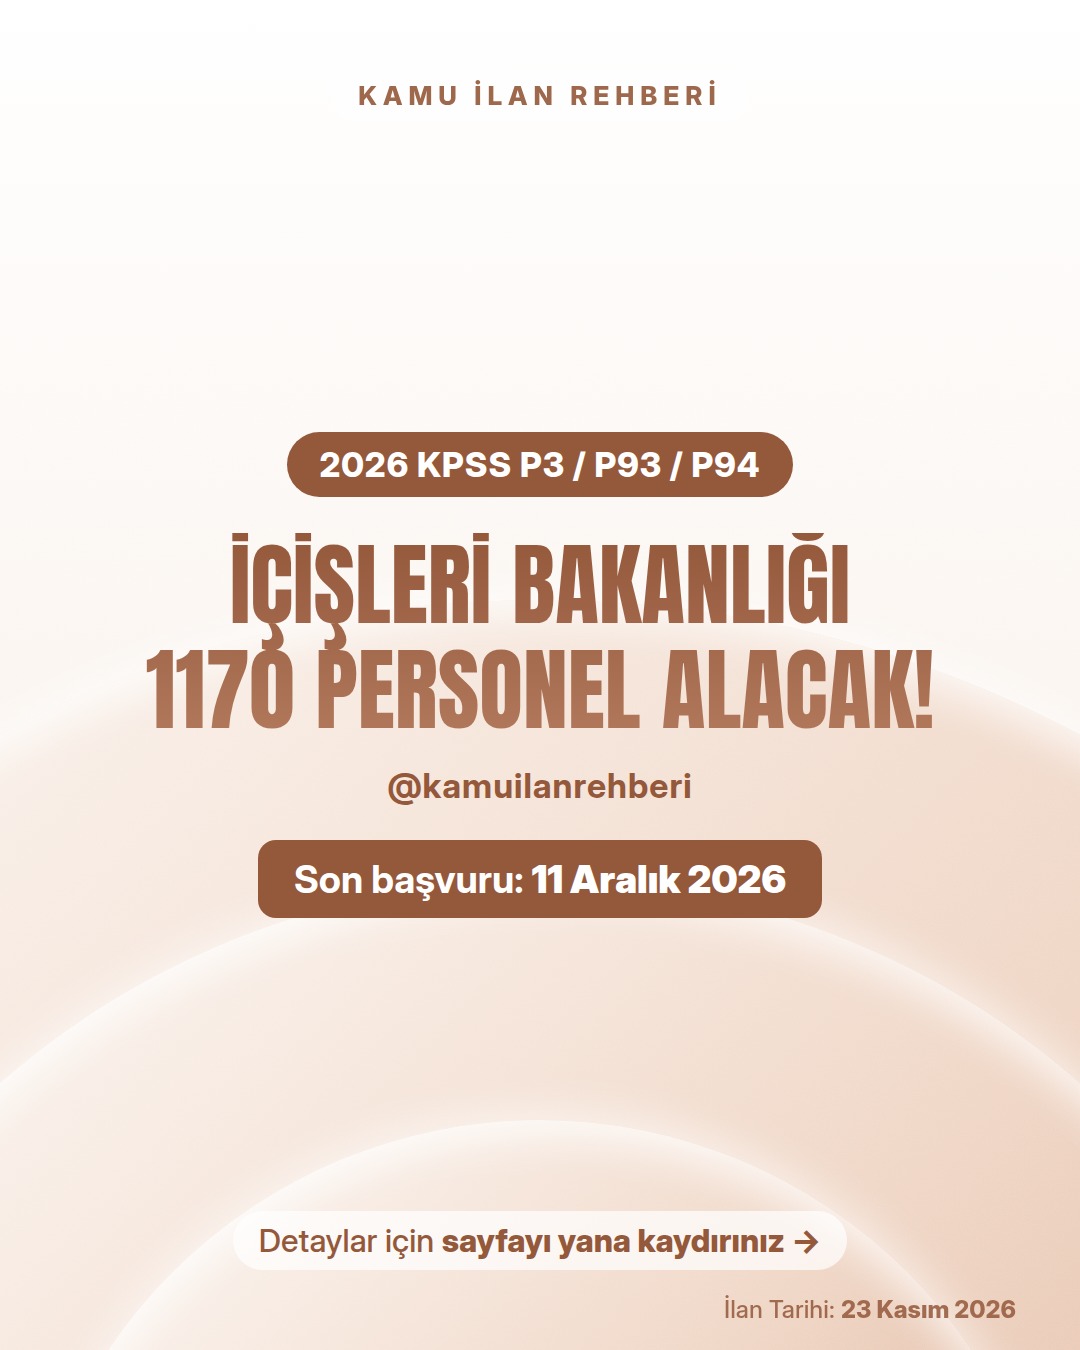 KAMU İLAN REHBERİ
2026 KPSS P3 / P93 / P94
İÇİŞLERİ BAKANLIĞI
1170 PERSONEL ALACAK!
@kamuilanrehberi
Son başvuru: 11 Aralık 2026
Detaylar için sayfayı yana kaydırınız →
İlan Tarihi: 23 Kasım 2026